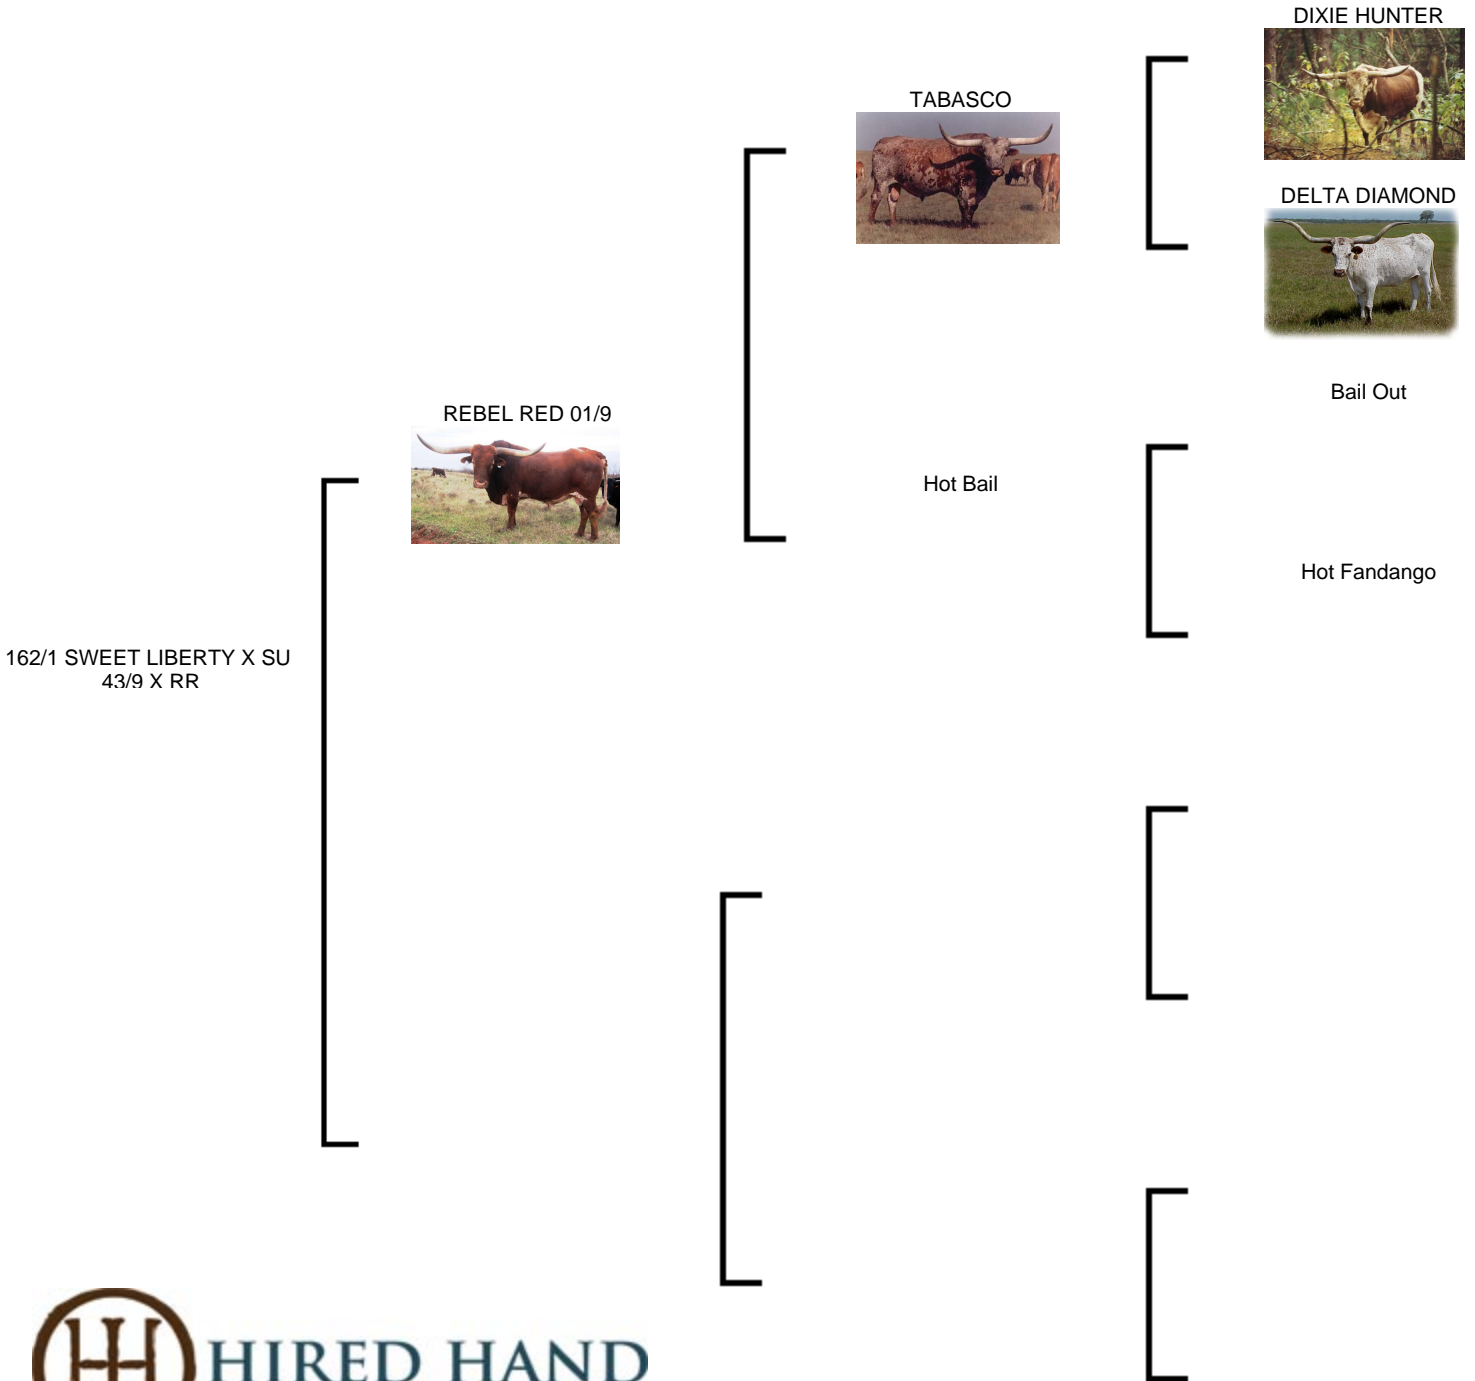 DIXIE HUNTER
TABASCO
DELTA DIAMOND
Bail Out
REBEL RED 01/9
Hot Bail
Hot Fandango
162/1 SWEET LIBERTY X SU
43/9 X RR
HIRED HAND